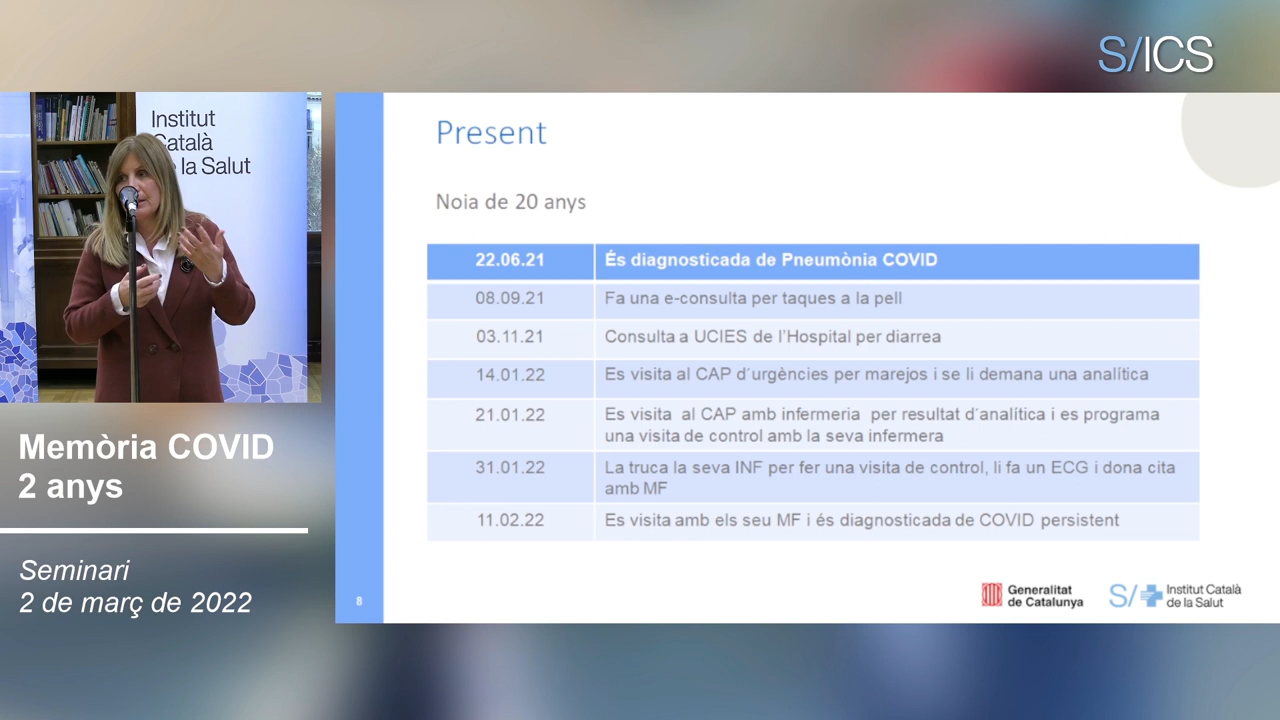 S/ICS
Institut
Català
de la Salut
Memòria COVID
2 anys
Seminari
2 de març de 2022
Present
Noia de 20 anys
22.06.21 És diagnosticada de Pneumònia COVID
08.09.21 Fa una e-consulta per taques a la pell
03.11.21 Consulta a UCIES de l'Hospital per diarrea
14.01.22 Es visita al CAP d´urgències per marejos i se li demana una analítica
21.01.22 Es visita al CAP amb infermeria per resultat d´analítica i es programa
una visita de control amb la seva infermera
31.01.22 La truca la seva INF per fer una visita de control, li fa un ECG i dona cita
amb MF
11.02.22 Es visita amb els seu MF i és diagnosticada de COVID persistent
8
Generalitat
de Catalunya
S/
Institut Català
de la Salut